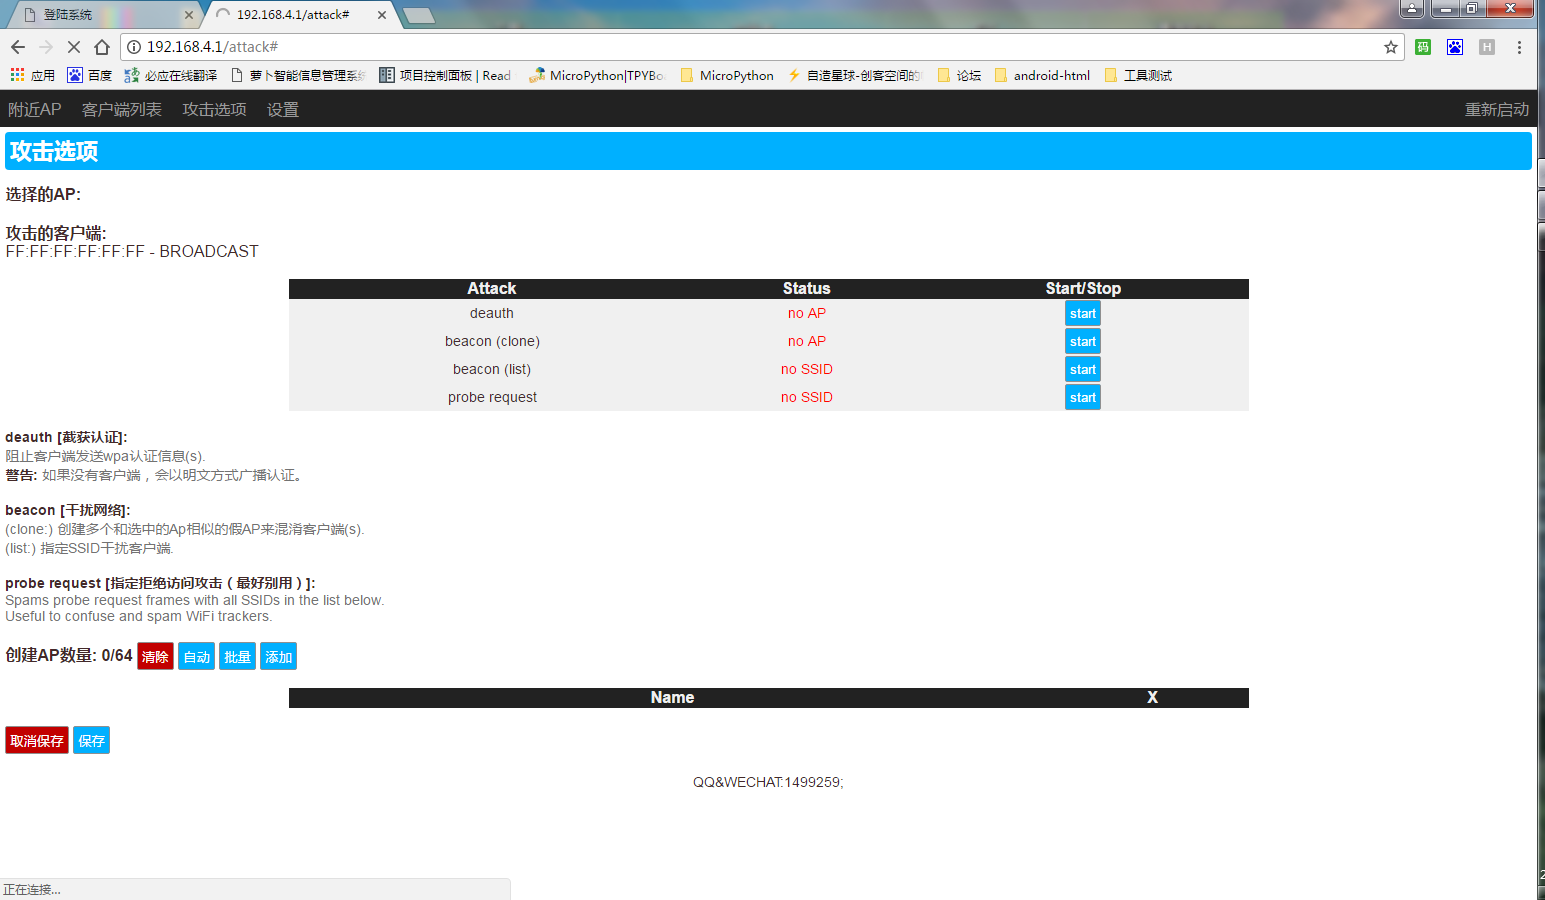 登陆系统
192.168.4.1/attack#
192.168.4.1/attack#
码
H
应用
百度
必应在线翻译
萝卜智能信息管理系统
项目控制面板 | Read
MicroPython|TPYBo
MicroPython
自造星球-创客空间的
论坛
android-html
工具测试
附近AP 客户端列表 攻击选项 设置 重新启动
攻击选项
选择的AP:
攻击的客户端:
FF:FF:FF:FF:FF:FF - BROADCAST
Attack Status Start/Stop
deauth no AP start
beacon (clone) no AP start
beacon (list) no SSID start
probe request no SSID start
deauth [截获认证]:
阻止客户端发送wpa认证信息(s).
警告: 如果没有客户端，会以明文方式广播认证。
beacon [干扰网络]:
(clone:) 创建多个和选中的Ap相似的假AP来混淆客户端(s).
(list:) 指定SSID干扰客户端.
probe request [指定拒绝访问攻击（最好别用）]:
Spams probe request frames with all SSIDs in the list below.
Useful to confuse and spam WiFi trackers.
创建AP数量: 0/64 清除 自动 批量 添加
Name X
取消保存 保存
QQ&WECHAT:1499259;
正在连接...
2